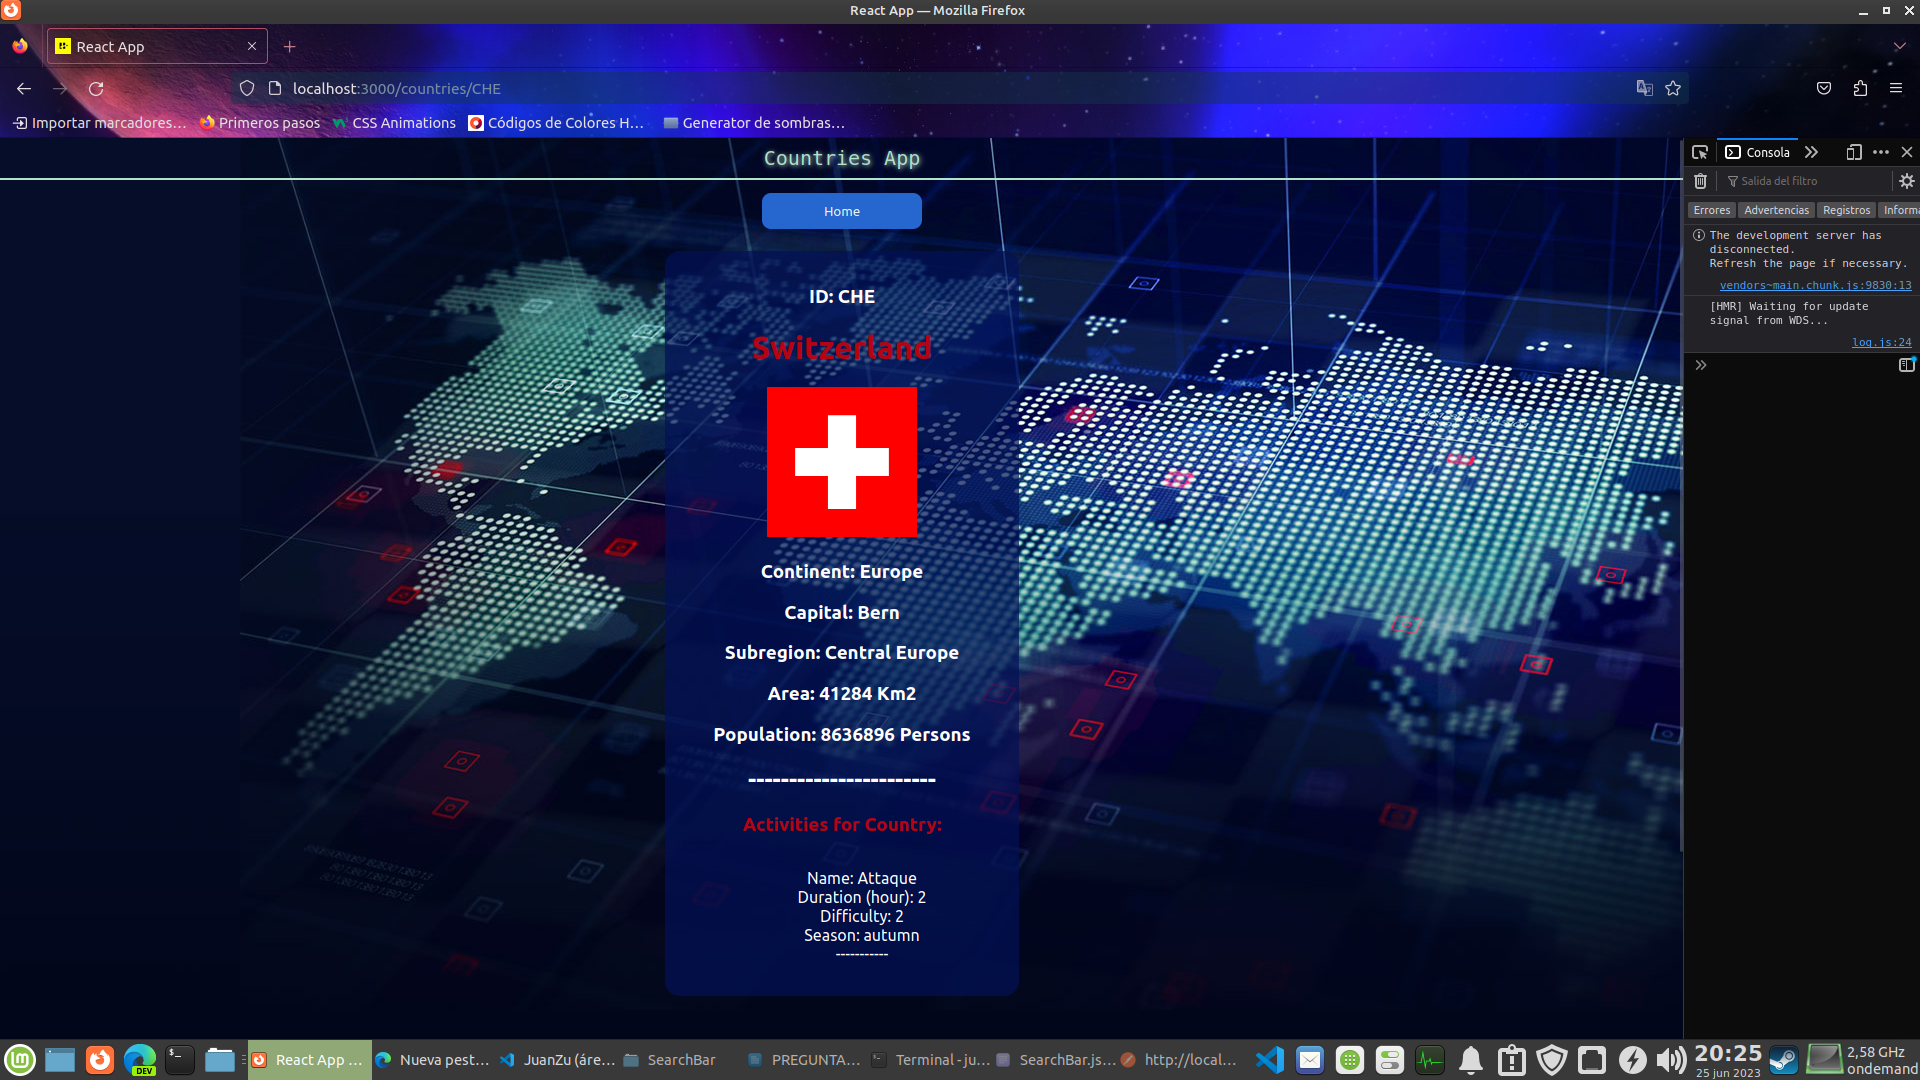 React App — Mozilla Firefox
React App
localhost:3000/countries/CHE
Importar marcadores...
Primeros pasos
CSS Animations
Códigos de Colores H...
Generator de sombras...
Countries App
Home
ID: CHE
Switzerland
Continent: Europe
Capital: Bern
Subregion: Central Europe
Area: 41284 Km2
Population: 8636896 Persons
-----------------------
Activities for Country:
Name: Attaque
Duration (hour): 2
Difficulty: 2
Season: autumn
-----------
Consola
Salida del filtro
Errores
Advertencias
Registros
Informa
The development server has
disconnected.
Refresh the page if necessary.
vendors~main.chunk.js:9830:13
[HMR] Waiting for update
signal from WDS...
log.js:24
DEV
React App ...
Nueva pest...
JuanZu (áre...
SearchBar
PREGUNTA...
Terminal - ju...
SearchBar.js...
http://local...
20:25
25 jun 2023
2,58 GHz
ondemand